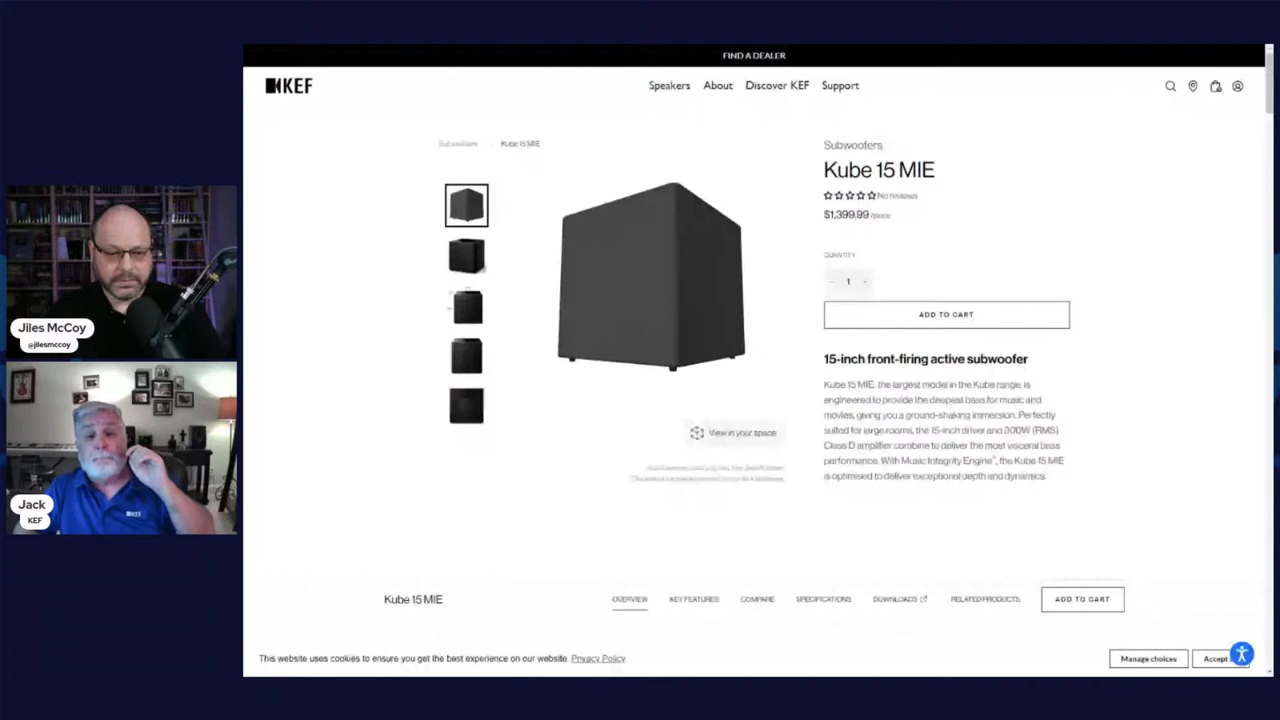 FIND A DEALER
KEF
Speakers About Discover KEF Support
Subwoofers Kube 15 MIE
Subwoofers
Kube 15 MIE
No reviews
$1,399.99 /piece
QUANTITY
- 1 +
ADD TO CART
15-inch front-firing active subwoofer
Kube 15 MIE, the largest model in the Kube range, is
engineered to provide the deepest bass for music and
movies, giving you a ground-shaking immersion. Perfectly
suited for large rooms, the 15-inch driver and 300W (RMS)
Class D amplifier combine to deliver the most visceral bass
performance. With Music Integrity Engine®, the Kube 15 MIE
is optimised to deliver exceptional depth and dynamics.
View in your space
Kube 15 MIE
OVERVIEW KEY FEATURES COMPARE SPECIFICATIONS DOWNLOADS RELATED PRODUCTS
ADD TO CART
This website uses cookies to ensure you get the best experience on our website. Privacy Policy
Manage choices Accept
Jiles McCoy
@jilesmccoy
Jack
KEF
KEF